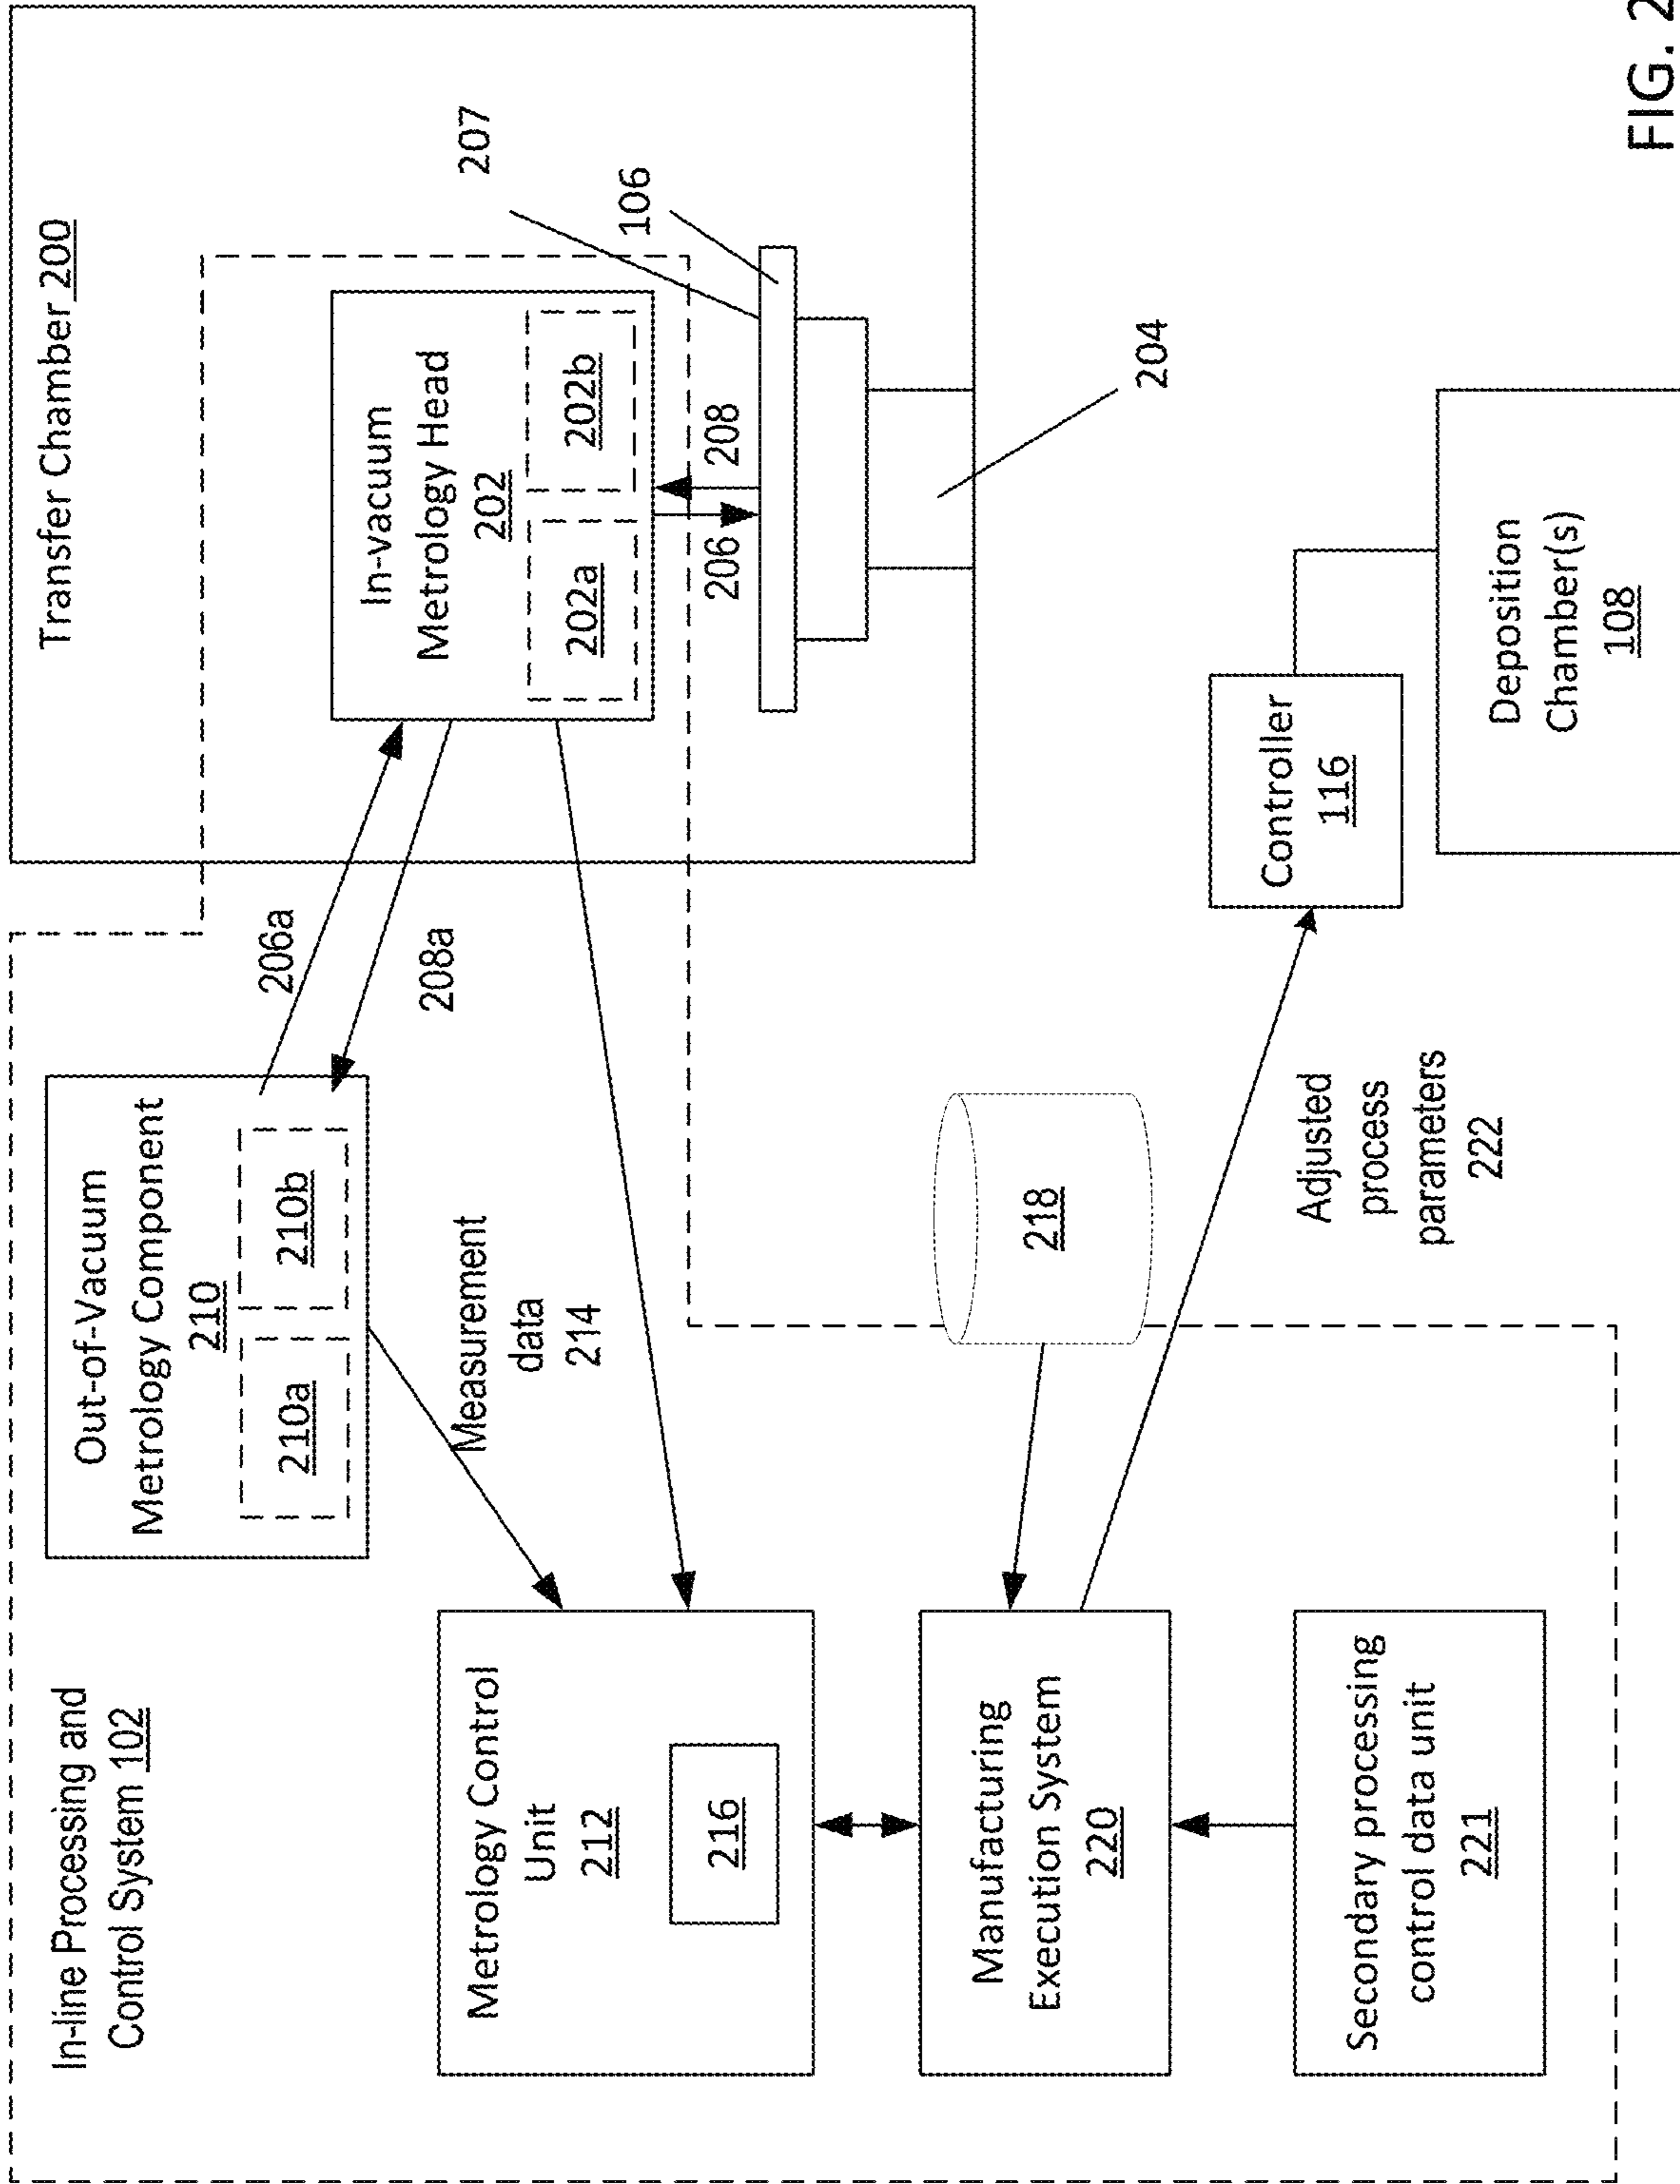 In-line Processing and
Control System 102
Out-of-Vacuum
Metrology Component
210
210a
210b
206a
208a
Transfer Chamber 200
In-vacuum
Metrology Head
202
202a
202b
206
208
207
106
204
Measurement
data
214
Metrology Control
Unit
212
216
218
Manufacturing
Execution System
220
Secondary processing
control data unit
221
Adjusted
process
parameters
222
Controller
116
Deposition
Chamber(s)
108
FIG. 2